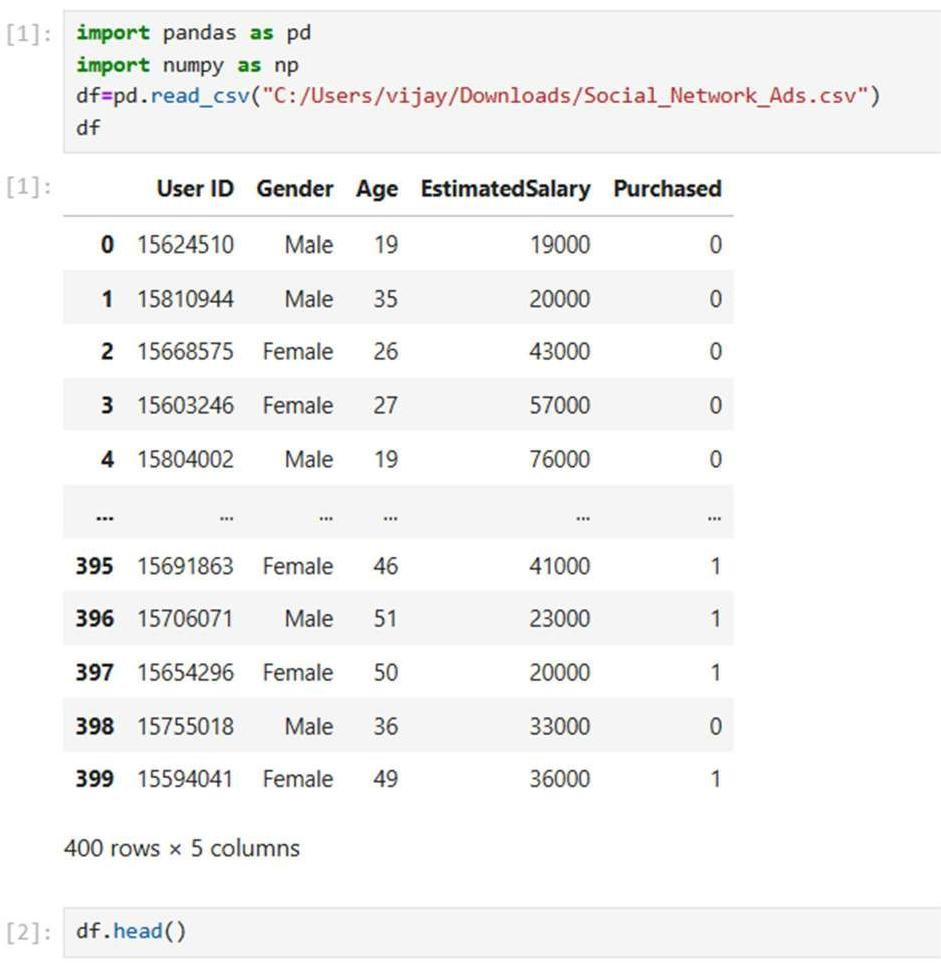 [1]: import pandas as pd
import numpy as np
df=pd.read_csv("C:/Users/vijay/Downloads/Social_Network_Ads.csv")
df
[1]: User ID Gender Age EstimatedSalary Purchased
0 15624510 Male 19 19000 0
1 15810944 Male 35 20000 0
2 15668575 Female 26 43000 0
3 15603246 Female 27 57000 0
4 15804002 Male 19 76000 0
... ... ... ... ... ...
395 15691863 Female 46 41000 1
396 15706071 Male 51 23000 1
397 15654296 Female 50 20000 1
398 15755018 Male 36 33000 0
399 15594041 Female 49 36000 1
400 rows × 5 columns
[2]: df.head()